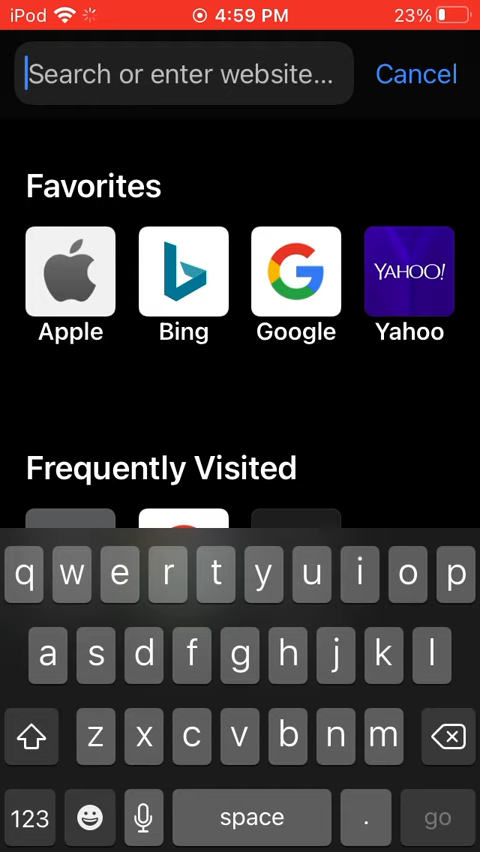 iPod 4:59 PM 23%
Search or enter website... Cancel
Favorites
YAHOO!
Apple Bing Google Yahoo
Frequently Visited
q w e r t y u i o p
a s d f g h j k l
z x c v b n m
123 space . go